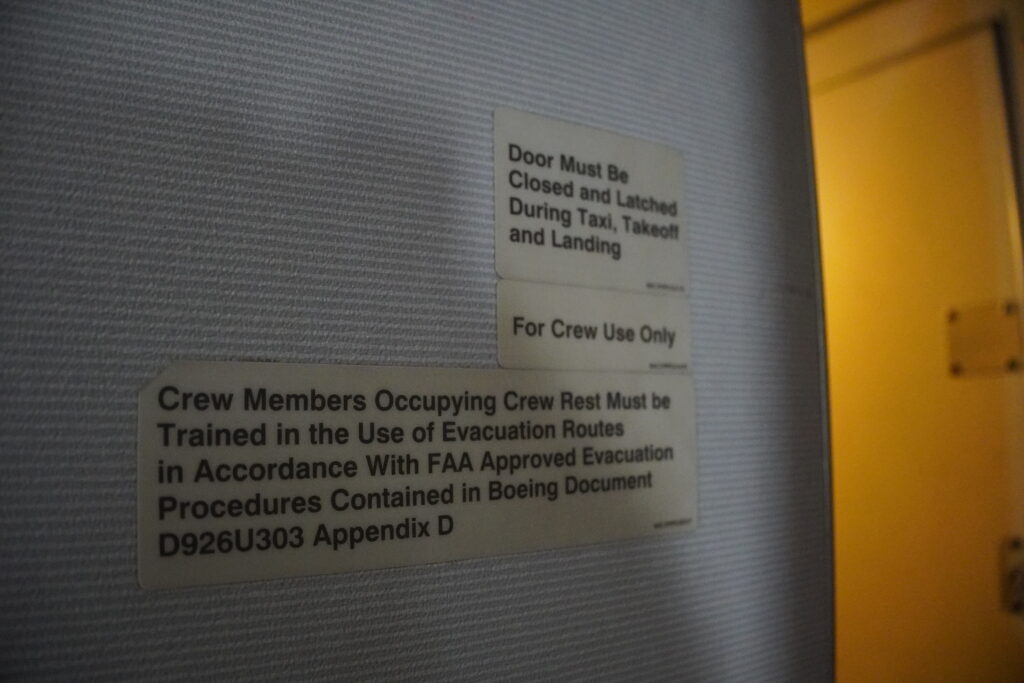 Door Must Be
Closed and Latched
During Taxi, Takeoff
and Landing
For Crew Use Only
Crew Members Occupying Crew Rest Must be
Trained in the Use of Evacuation Routes
in Accordance With FAA Approved Evacuation
Procedures Contained in Boeing Document
D926U303 Appendix D